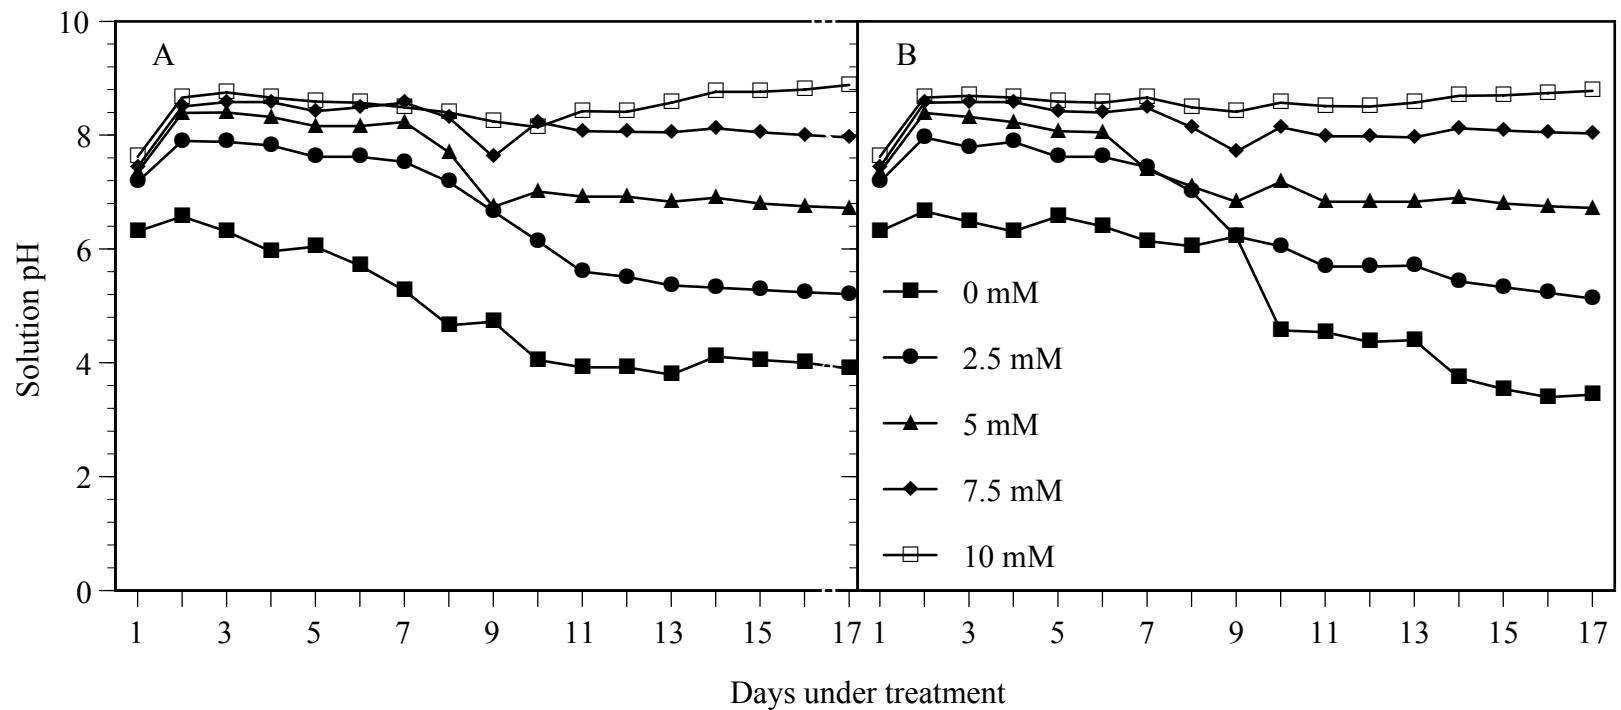 10
8
6
4
2
0
Solution pH
A
B
0 mM
2.5 mM
5 mM
7.5 mM
10 mM
1 3 5 7 9 11 13 15 17 1 3 5 7 9 11 13 15 17
Days under treatment